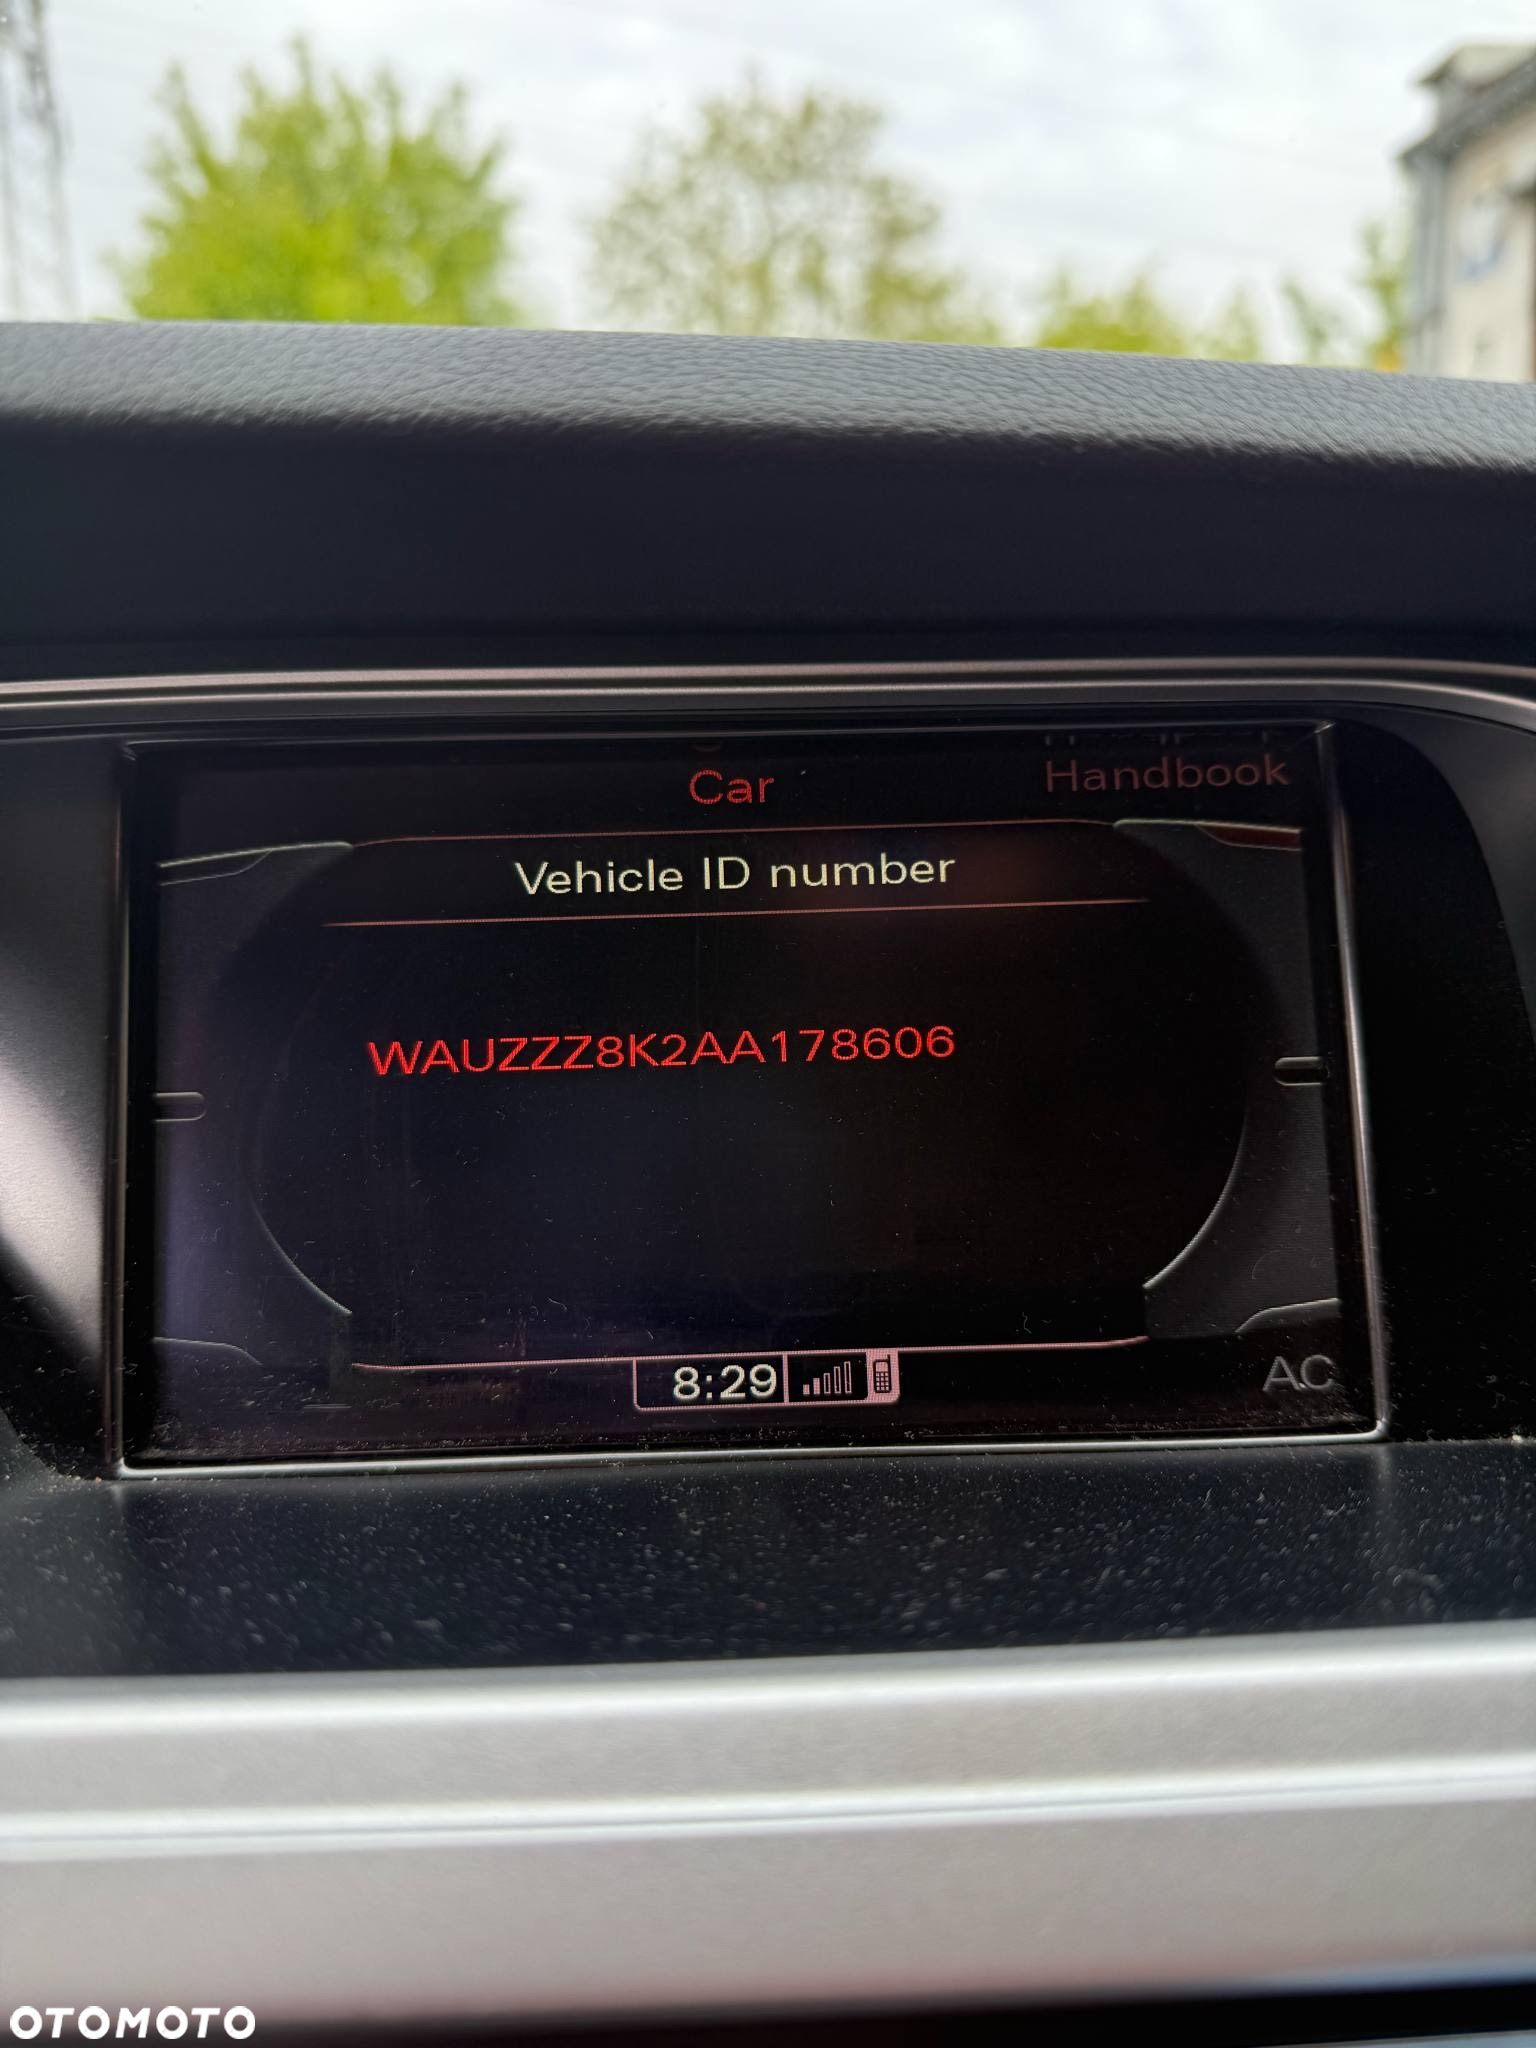 Car
Handbook
Vehicle ID number
WAUZZZ8K2AA178606
8:29
AC
OTOMOTO